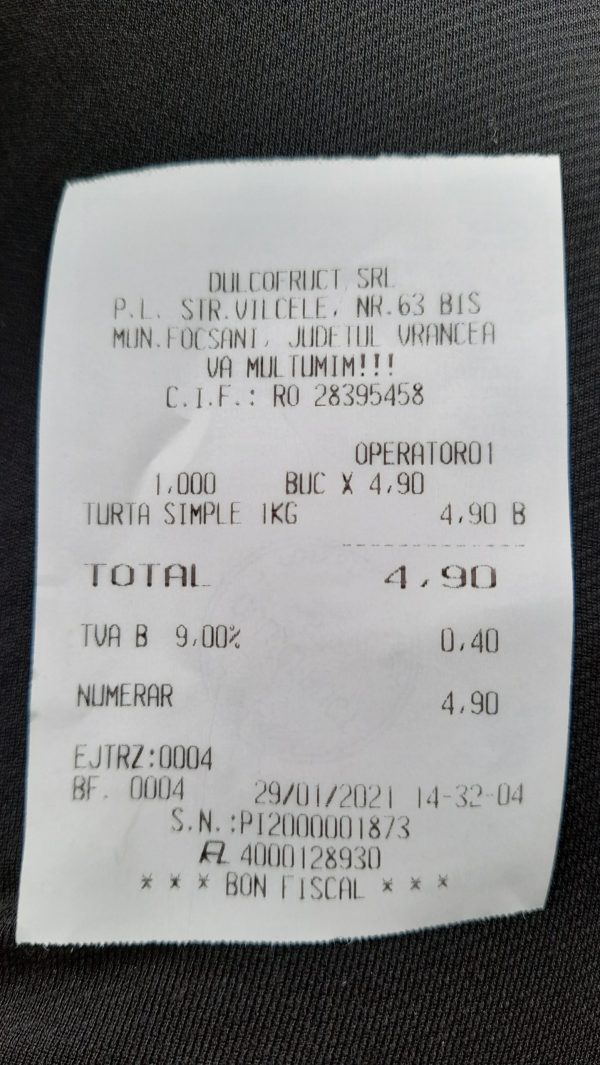 DULCOFRUCT SRL
P.L. STR.VILCELE, NR.63 BIS
MUN.FOCSANI, JUDETUL VRANCEA
VA MULTUMIM!!!
C.I.F.: RO 28395458
OPERATOR01
1,000 BUC X 4,90
TURTA SIMPLE 1KG 4,90 B
TOTAL 4,90
TVA B 9,00% 0,40
NUMERAR 4,90
EJTRZ:0004
BF. 0004 29/01/2021 14-32-04
S.N.:PI2000001873
4000128930
* * * BON FISCAL * * *